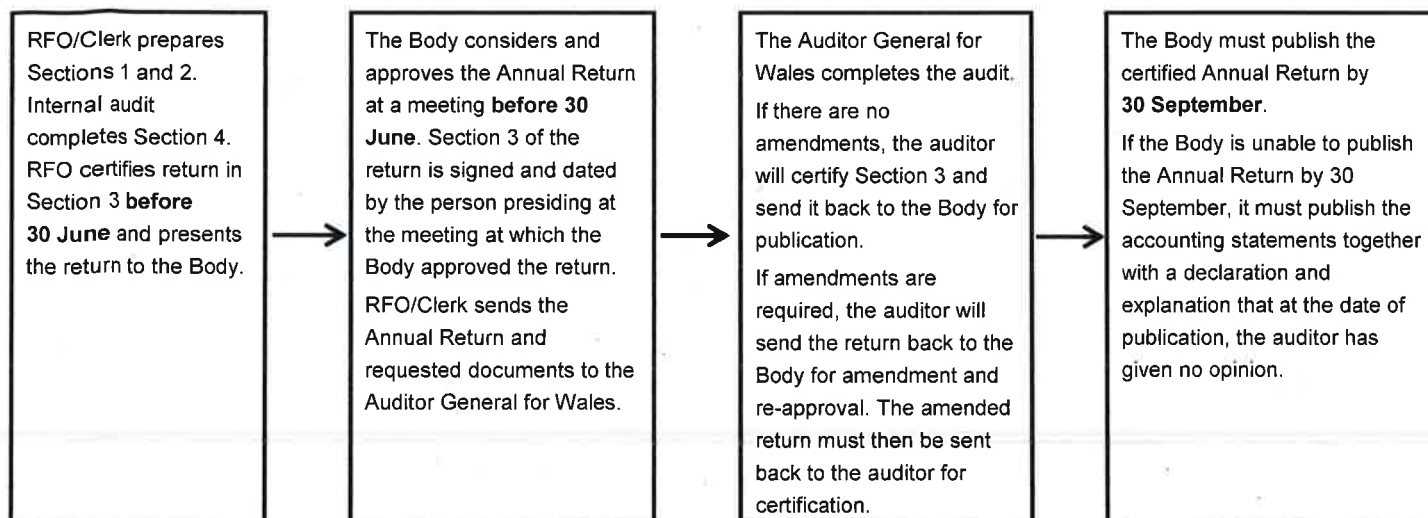 RFO/Clerk prepares
Sections 1 and 2.
Internal audit
completes Section 4.
RFO certifies return in
Section 3 before
30 June and presents
the return to the Body.
The Body considers and
approves the Annual Return
at a meeting before 30
June. Section 3 of the
return is signed and dated
by the person presiding at
the meeting at which the
Body approved the return.
RFO/Clerk sends the
Annual Return and
requested documents to the
Auditor General for Wales.
The Auditor General for
Wales completes the audit.
If there are no
amendments, the auditor
will certify Section 3 and
send it back to the Body for
publication.
If amendments are
required, the auditor will
send the return back to the
Body for amendment and
re-approval. The amended
return must then be sent
back to the auditor for
certification.
The Body must publish the
certified Annual Return by
30 September.
If the Body is unable to publish
the Annual Return by 30
September, it must publish the
accounting statements together
with a declaration and
explanation that at the date of
publication, the auditor has
given no opinion.